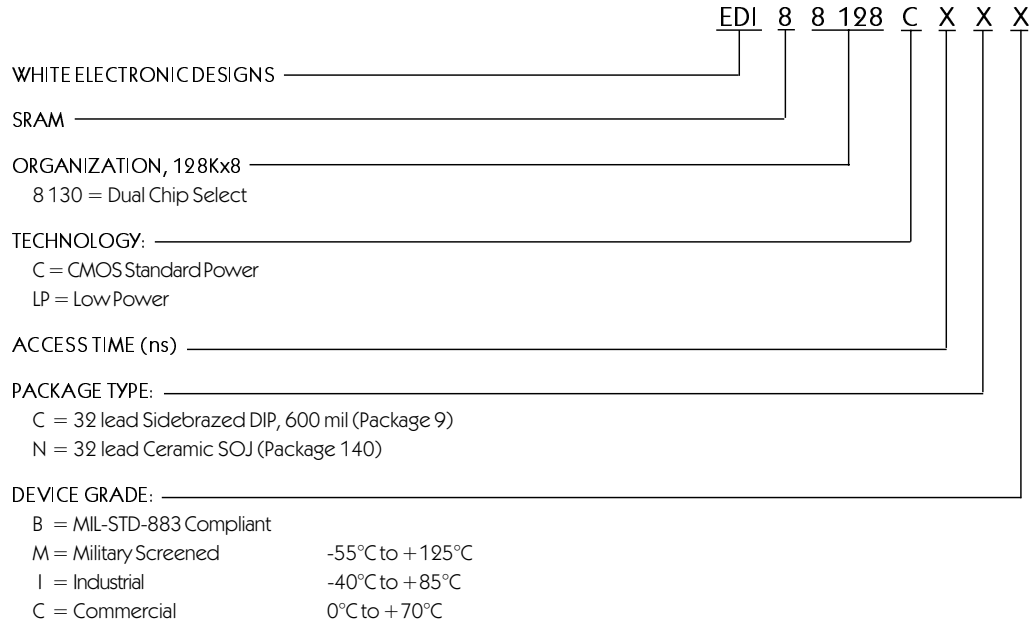 EDI 8 8 128 C X X X
WHITE ELECTRONIC DESIGNS
SRAM
ORGANIZATION, 128Kx8
8 130 = Dual Chip Select
TECHNOLOGY:
C = CMOS Standard Power
LP = Low Power
ACCESS TIME (ns)
PACKAGE TYPE:
C = 32 lead Sidebrazed DIP, 600 mil (Package 9)
N = 32 lead Ceramic SOJ (Package 140)
DEVICE GRADE:
B = MIL-STD-883 Compliant
M = Military Screened -55°C to +125°C
I = Industrial -40°C to +85°C
C = Commercial 0°C to +70°C